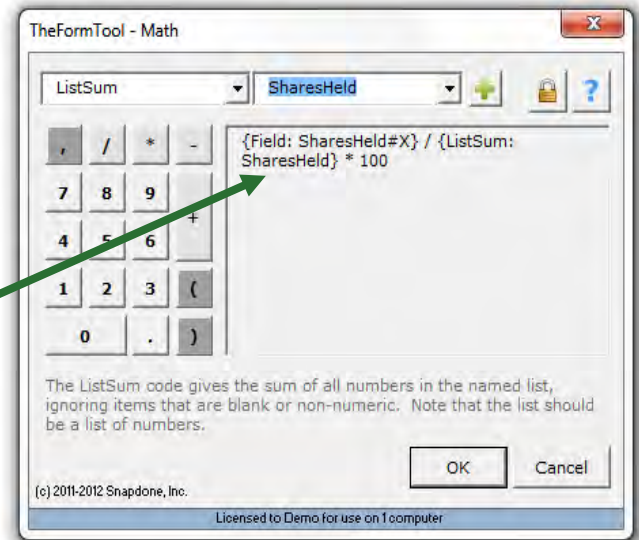 TheFormTool - Math
x
ListSum SharesHeld ?
, / * -
{Field: SharesHeld#X} / {ListSum:
SharesHeld} * 100
7 8 9
+
4 5 6
1 2 3 (
0 . )
The ListSum code gives the sum of all numbers in the named list,
ignoring items that are blank or non-numeric. Note that the list should
be a list of numbers.
OK Cancel
(c) 2011-2012 Snapdone, Inc.
Licensed to Demo for use on 1 computer